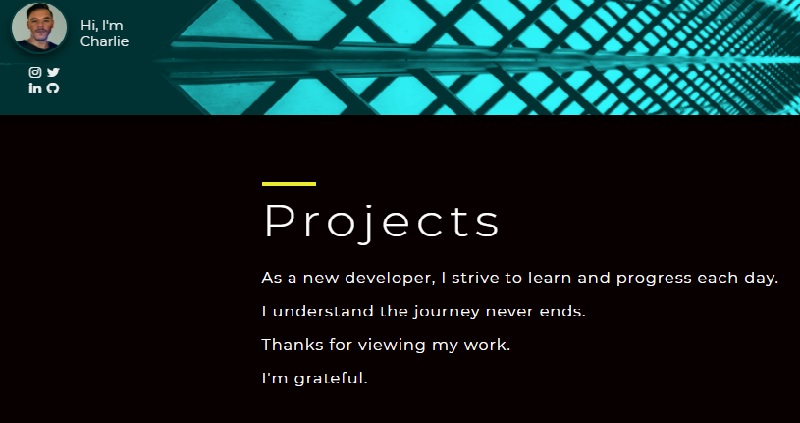 Hi, I'm
Charlie
Projects
As a new developer, I strive to learn and progress each day.
I understand the journey never ends.
Thanks for viewing my work.
I'm grateful.